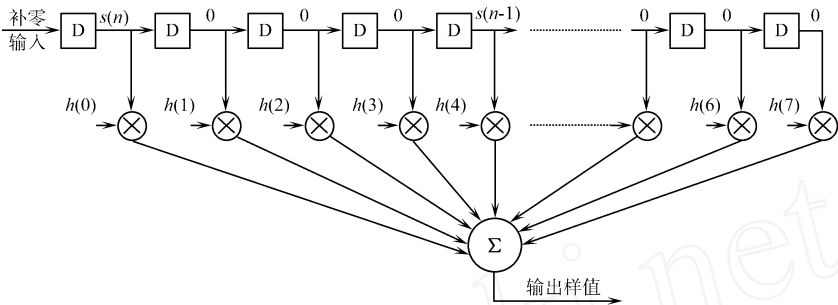 补零
输入
D s(n) D 0 D 0 D 0 D s(n-1) 0 D 0 D 0
h(0) h(1) h(2) h(3) h(4) h(6) h(7)
Σ
输出样值